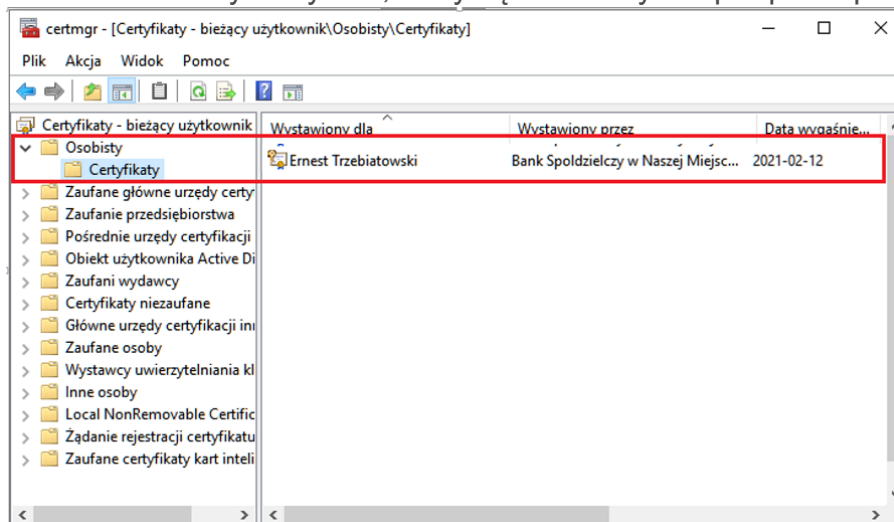 certmgr - [Certyfikaty - bieżący użytkownik\Osobisty\Certyfikaty]
Plik Akcja Widok Pomoc
Certyfikaty - bieżący użytkownik
Wystawiony dla Wystawiony przez Data wygaśnie...
Osobisty
Certyfikaty
Ernest Trzebiatowski Bank Spoldzielczy w Naszej Miejsc... 2021-02-12
Zaufane główne urzędy certy
Zaufanie przedsiębiorstwa
Pośrednie urzędy certyfikacji
Obiekt użytkownika Active Di
Zaufani wydawcy
Certyfikaty niezaufane
Główne urzędy certyfikacji inn
Zaufane osoby
Wystawcy uwierzytelniania kl
Inne osoby
Local NonRemovable Certific
Żądanie rejestracji certyfikatu
Zaufane certyfikaty kart inteli